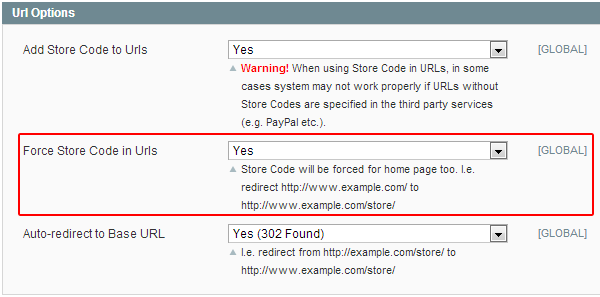 Url Options
Add Store Code to Urls
Yes
[GLOBAL]
Warning! When using Store Code in URLs, in some
cases system may not work properly if URLs without
Store Codes are specified in the third party services
(e.g. PayPal etc.).
Force Store Code in Urls
Yes
[GLOBAL]
Store Code will be forced for home page too. I.e.
redirect http://www.example.com/ to
http://www.example.com/store/
Auto-redirect to Base URL
Yes (302 Found)
[GLOBAL]
I.e. redirect from http://example.com/store/ to
http://www.example.com/store/